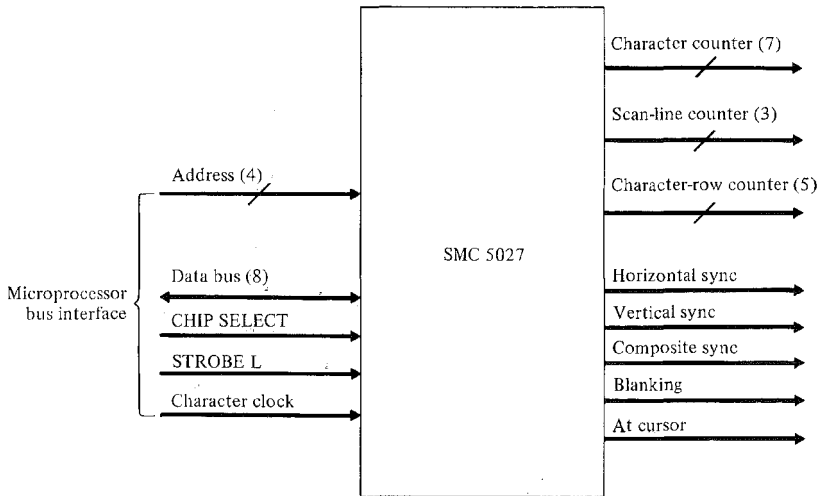 Character counter (7)
Scan-line counter (3)
Address (4)
Character-row counter (5)
SMC 5027
Data bus (8)
Horizontal sync
Microprocessor
bus interface
CHIP SELECT
Vertical sync
STROBE L
Composite sync
Character clock
Blanking
At cursor